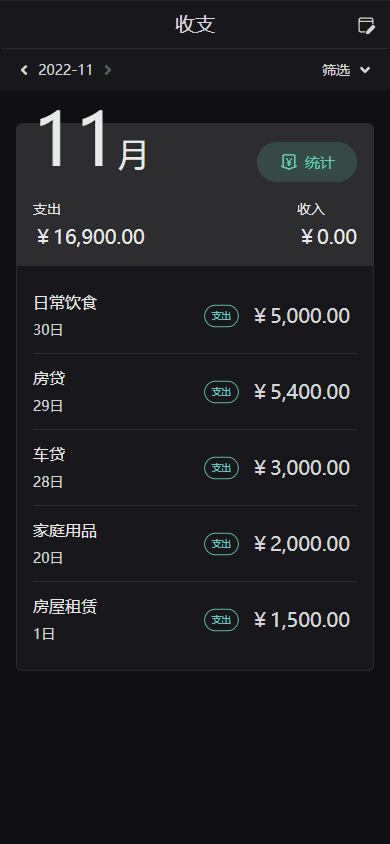 收支
2022-11 筛选
11月
统计
支出 收入
￥16,900.00 ￥0.00
日常饮食
30日 支出 ￥5,000.00
房贷
29日 支出 ￥5,400.00
车贷
28日 支出 ￥3,000.00
家庭用品
20日 支出 ￥2,000.00
房屋租赁
1日 支出 ￥1,500.00